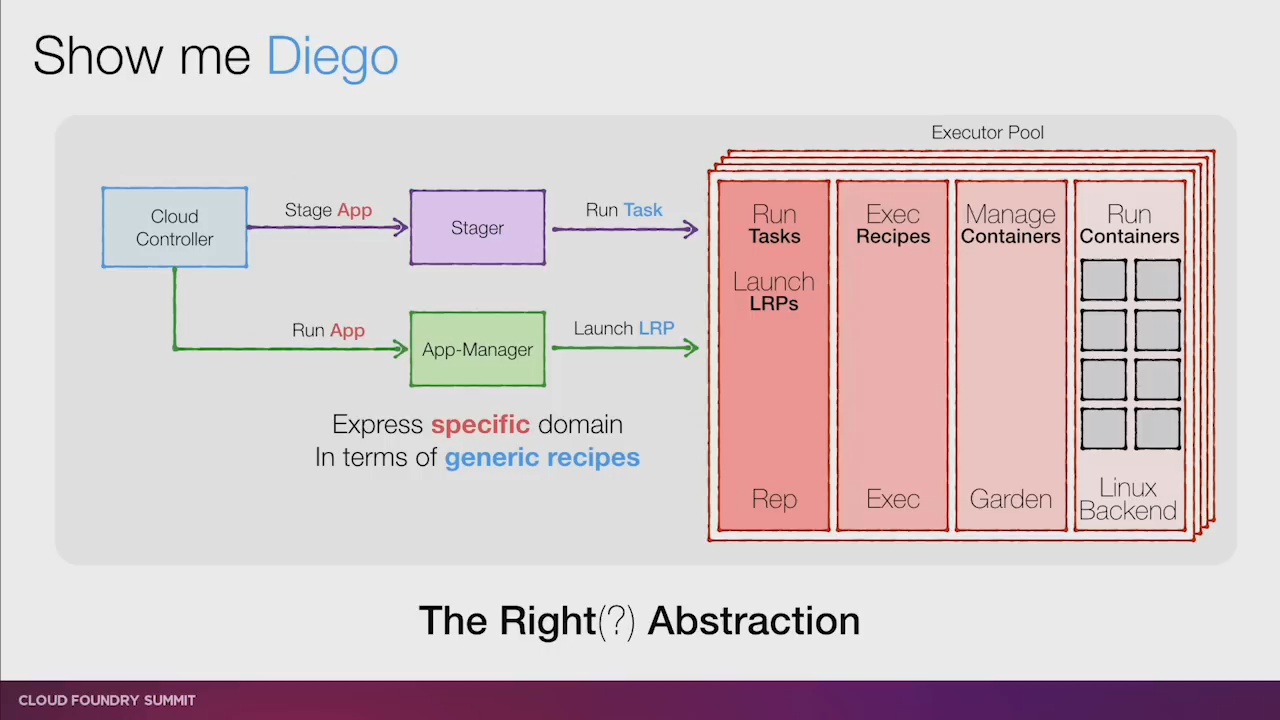 Show me Diego
Executor Pool
Cloud
Controller
Stage App
Stager
Run Task
Run App
App-Manager
Launch LRP
Express specific domain
In terms of generic recipes
Run
Tasks
Launch
LRPs
Rep
Exec
Recipes
Exec
Manage
Containers
Garden
Run
Containers
Linux
Backend
The Right(?) Abstraction
CLOUD FOUNDRY SUMMIT